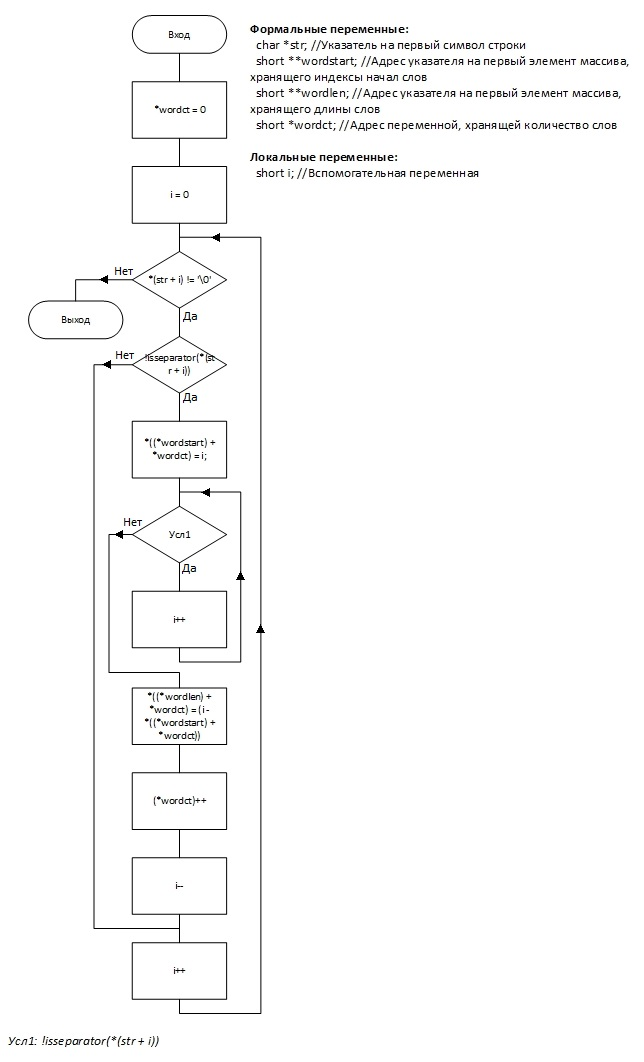 Вход
Формальные переменные:
char *str; //Указатель на первый символ строки
short **wordstart; //Адрес указателя на первый элемент массива,
хранящего индексы начал слов
short **wordlen; //Адрес указателя на первый элемент массива,
хранящего длины слов
short *wordct; //Адрес переменной, хранящей количество слов
Локальные переменные:
short i; //Вспомогательная переменная
*wordct = 0
i = 0
Нет
*(str + i) != '\0'
Выход
Да
Нет
!isseparator(*(st
r + i))
Да
*((*wordstart) +
*wordct) = i;
Нет
Усл1
Да
i++
*((*wordlen) +
*wordct) = (i -
*((*wordstart) +
*wordct))
(*wordct)++
i--
i++
Усл1: !isseparator(*(str + i))